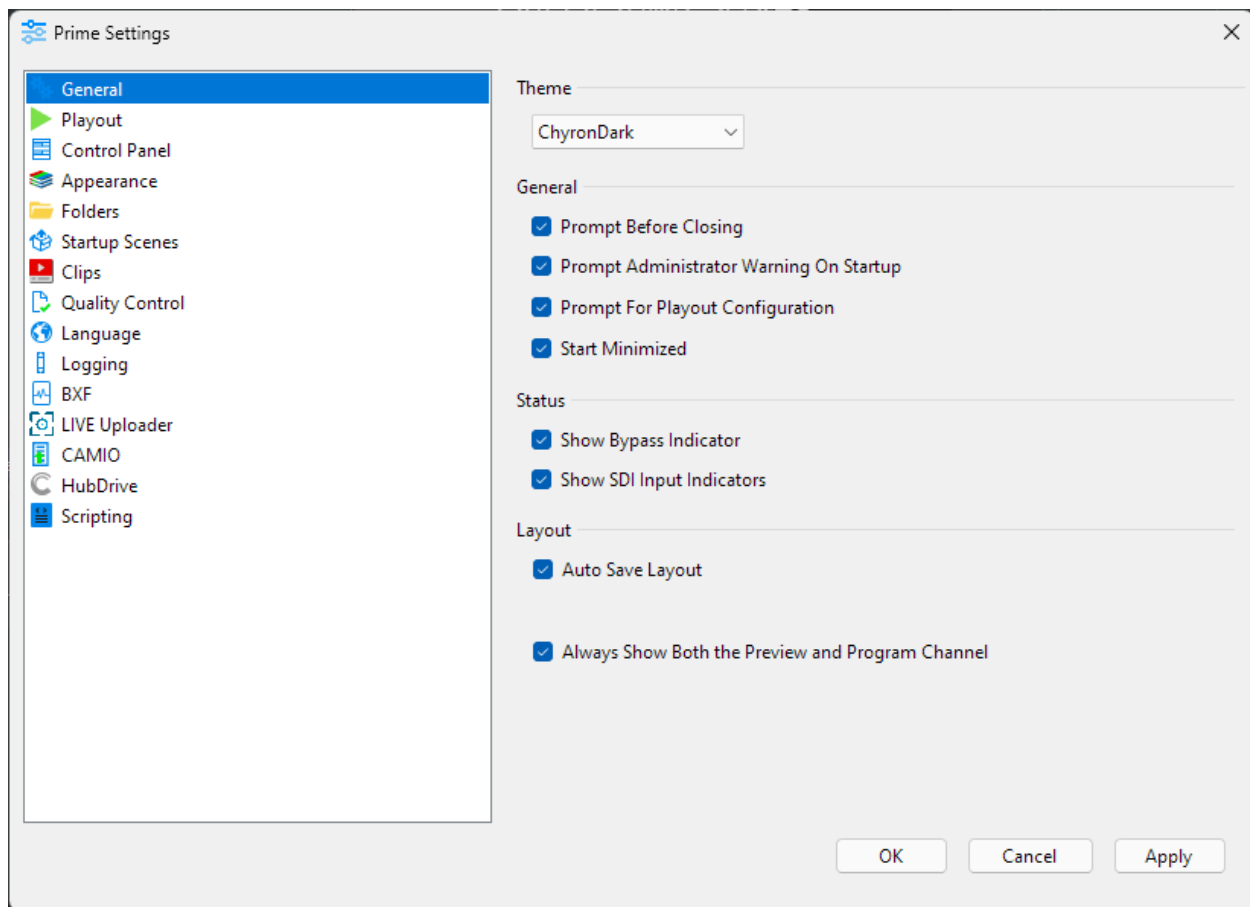 Prime Settings
General
Playout
Control Panel
Appearance
Folders
Startup Scenes
Clips
Quality Control
Language
Logging
BXF
LIVE Uploader
CAMIO
HubDrive
Scripting
Theme
ChyronDark
General
Prompt Before Closing
Prompt Administrator Warning On Startup
Prompt For Playout Configuration
Start Minimized
Status
Show Bypass Indicator
Show SDI Input Indicators
Layout
Auto Save Layout
Always Show Both the Preview and Program Channel
OK
Cancel
Apply